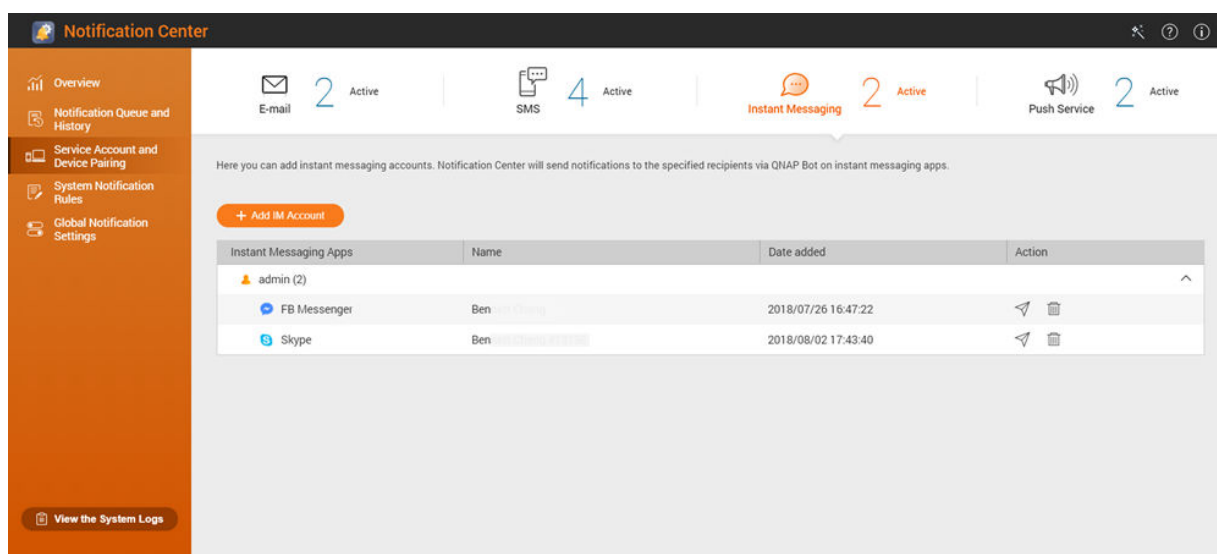 Notification Center
Overview
Notification Queue and
History
Service Account and
Device Pairing
System Notification
Rules
Global Notification
Settings
View the System Logs
E-mail 2 Active
SMS 4 Active
Instant Messaging 2 Active
Push Service 2 Active
Here you can add instant messaging accounts. Notification Center will send notifications to the specified recipients via QNAP Bot on instant messaging apps.
+ Add IM Account
Instant Messaging Apps Name Date added Action
admin (2)
FB Messenger Ben 2018/07/26 16:47:22
Skype Ben 2018/08/02 17:43:40